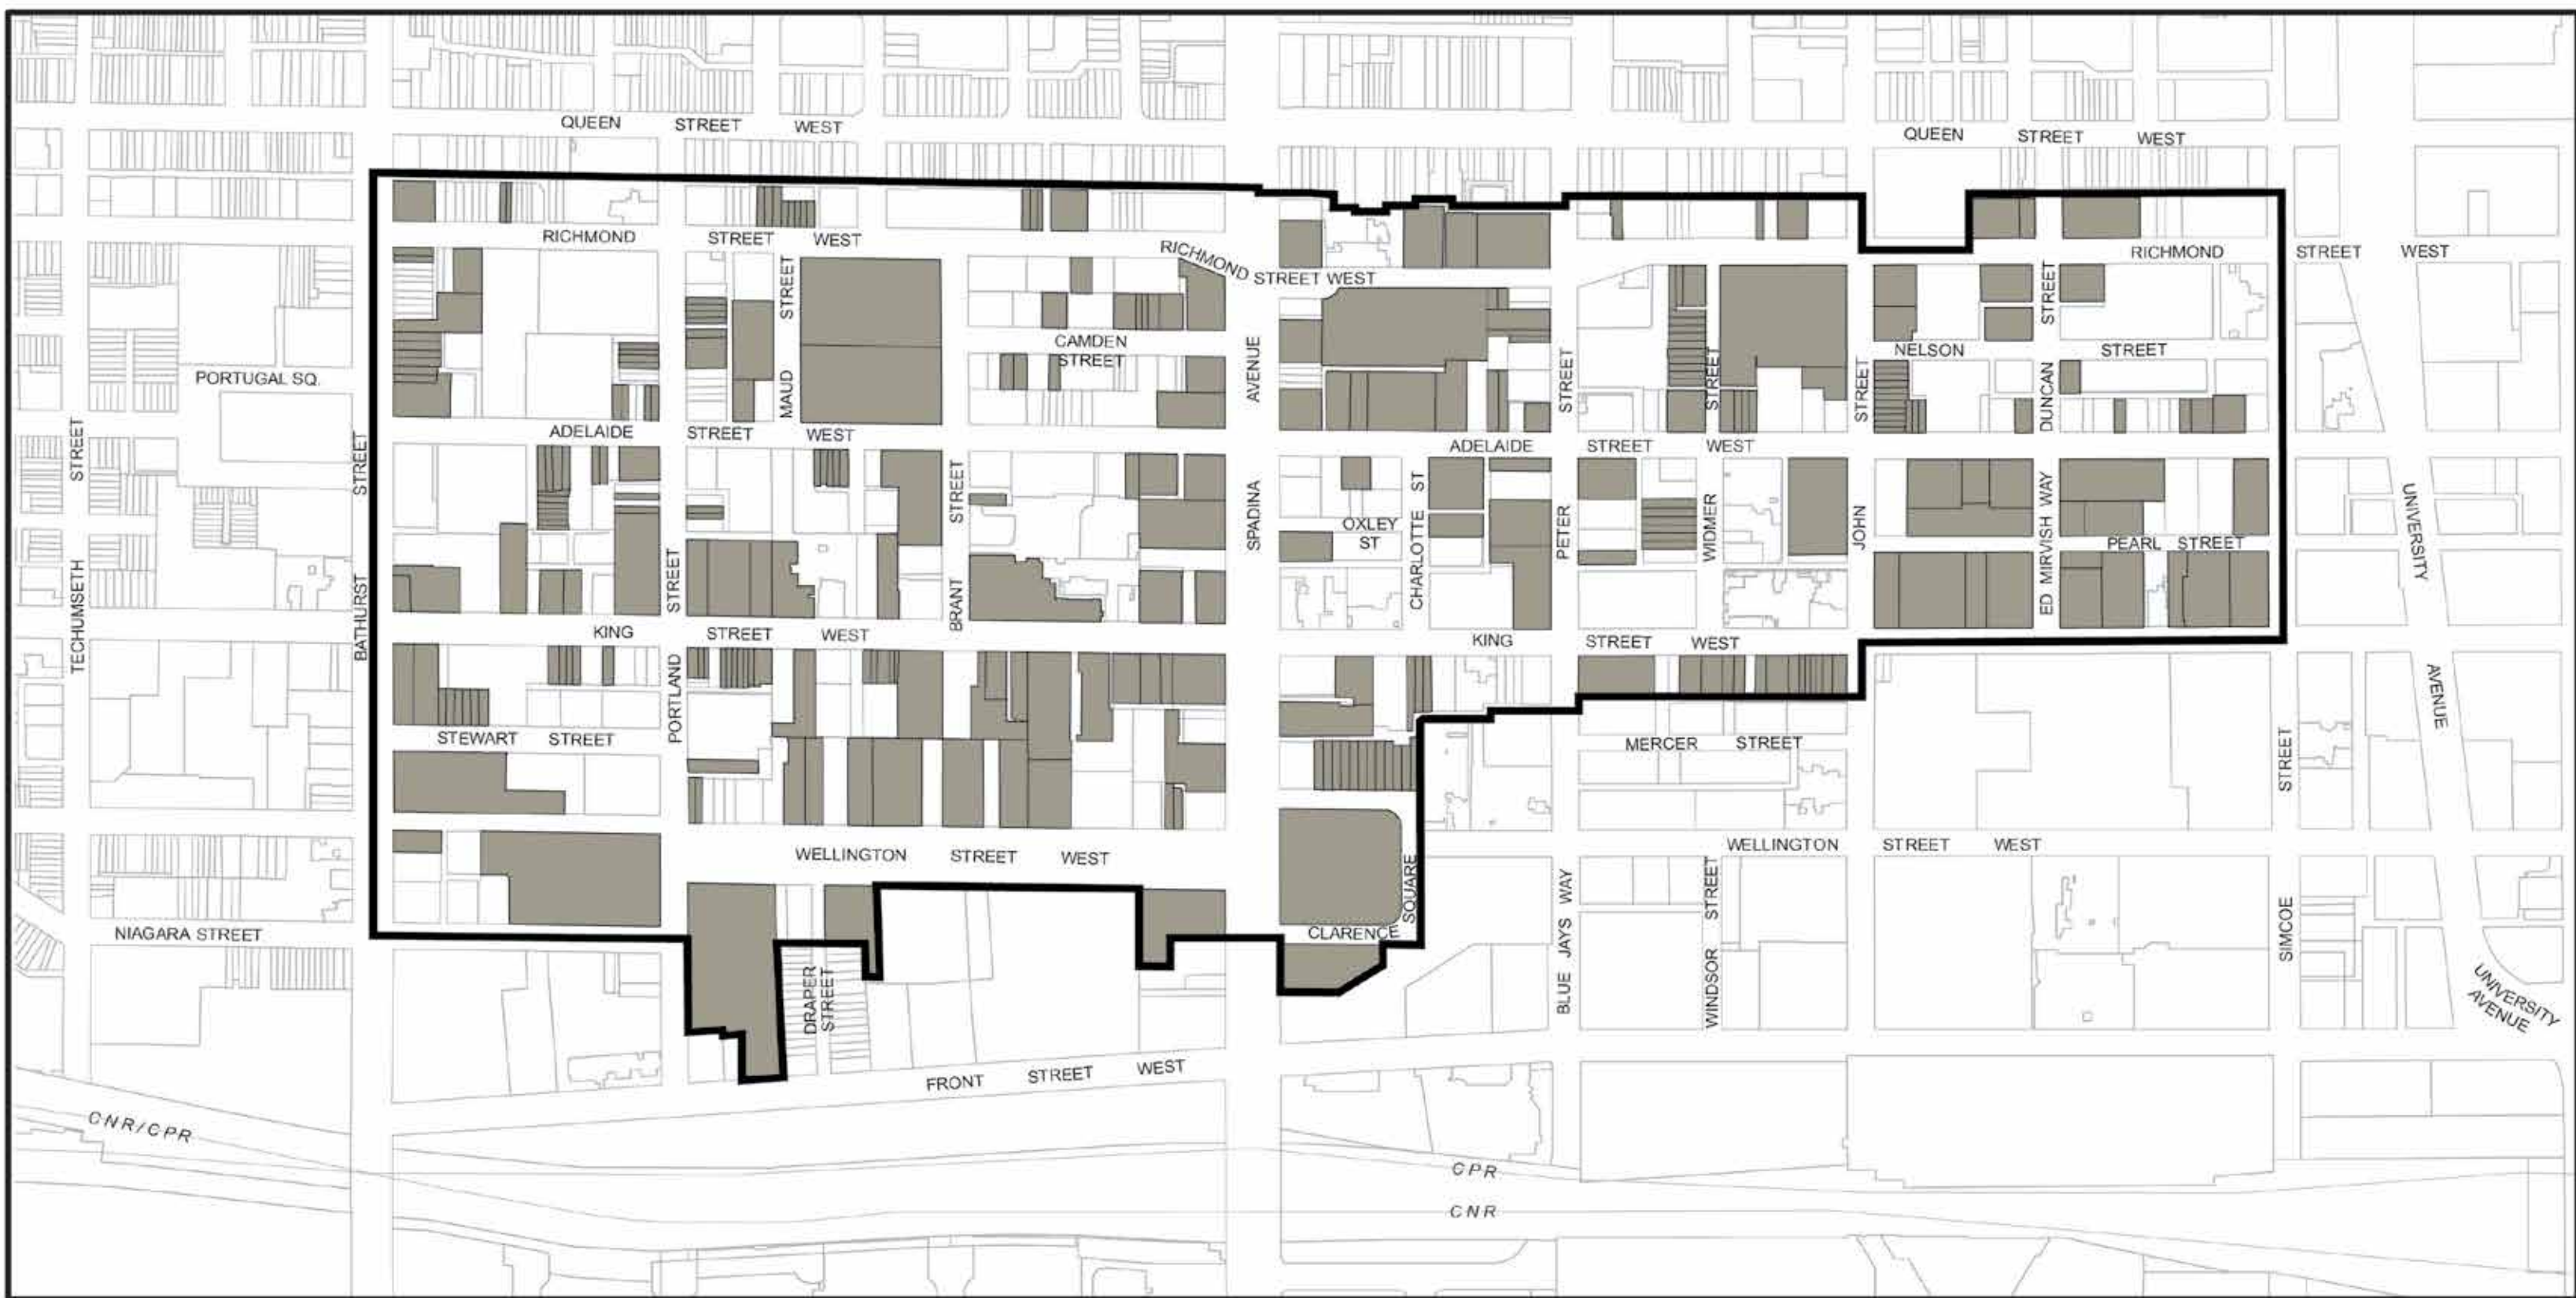 QUEEN STREET WEST
QUEEN STREET WEST
RICHMOND STREET WEST
RICHMOND STREET WEST
RICHMOND STREET WEST
MAUD STREET
CAMDEN
STREET
SPADINA AVENUE
PETER STREET
WIDMER STREET
JOHN STREET
NELSON STREET
DUNCAN STREET
PORTUGAL SQ.
TECHUMSETH STREET
BATHURST STREET
ADELAIDE STREET WEST
ADELAIDE STREET WEST
PORTLAND STREET
BRANT STREET
OXLEY
ST
CHARLOTTE ST
ED MIRVISH WAY
PEARL STREET
UNIVERSITY AVENUE
KING STREET WEST
KING STREET WEST
STEWART STREET
MERCER STREET
WELLINGTON STREET WEST
WELLINGTON STREET WEST
CLARENCE SQUARE
NIAGARA STREET
DRAPER
STREET
BLUE JAYS WAY
WINDSOR STREET
SIMCOE STREET
UNIVERSITY
AVENUE
FRONT STREET WEST
CNR/CPR
CPR
CNR